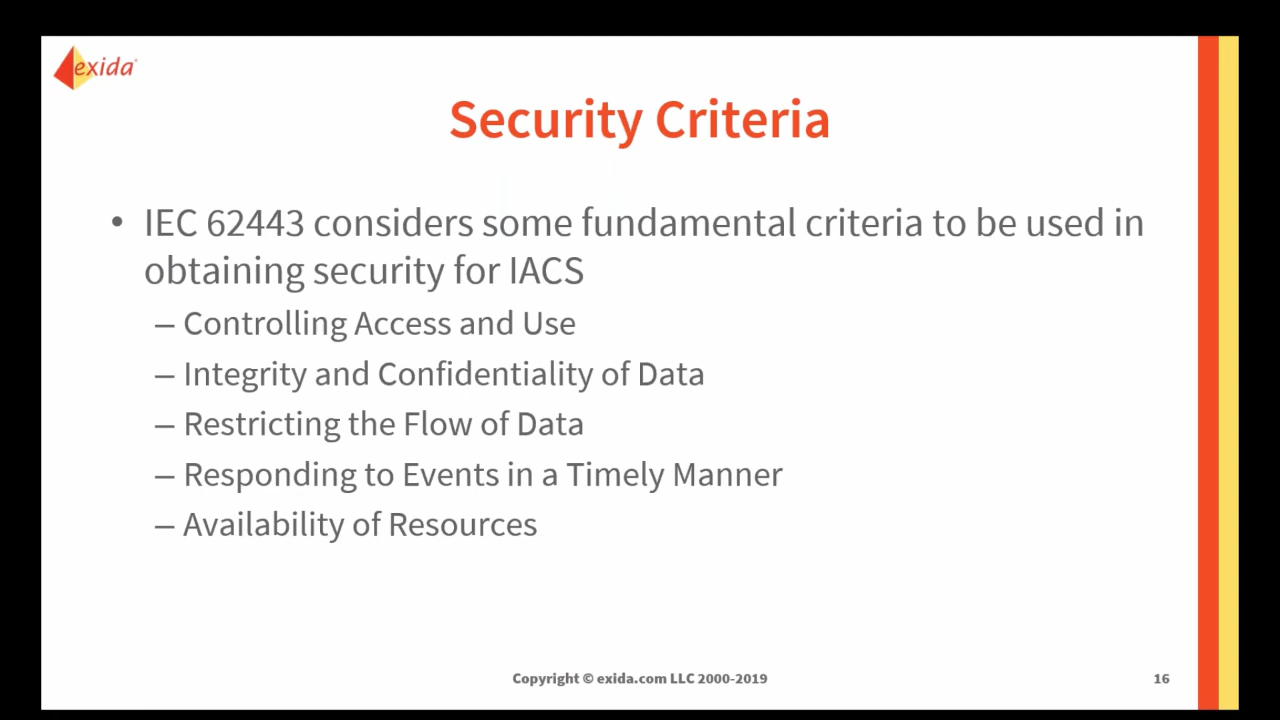 exida
Security Criteria
• IEC 62443 considers some fundamental criteria to be used in
obtaining security for IACS
– Controlling Access and Use
– Integrity and Confidentiality of Data
– Restricting the Flow of Data
– Responding to Events in a Timely Manner
– Availability of Resources
Copyright © exida.com LLC 2000-2019
16